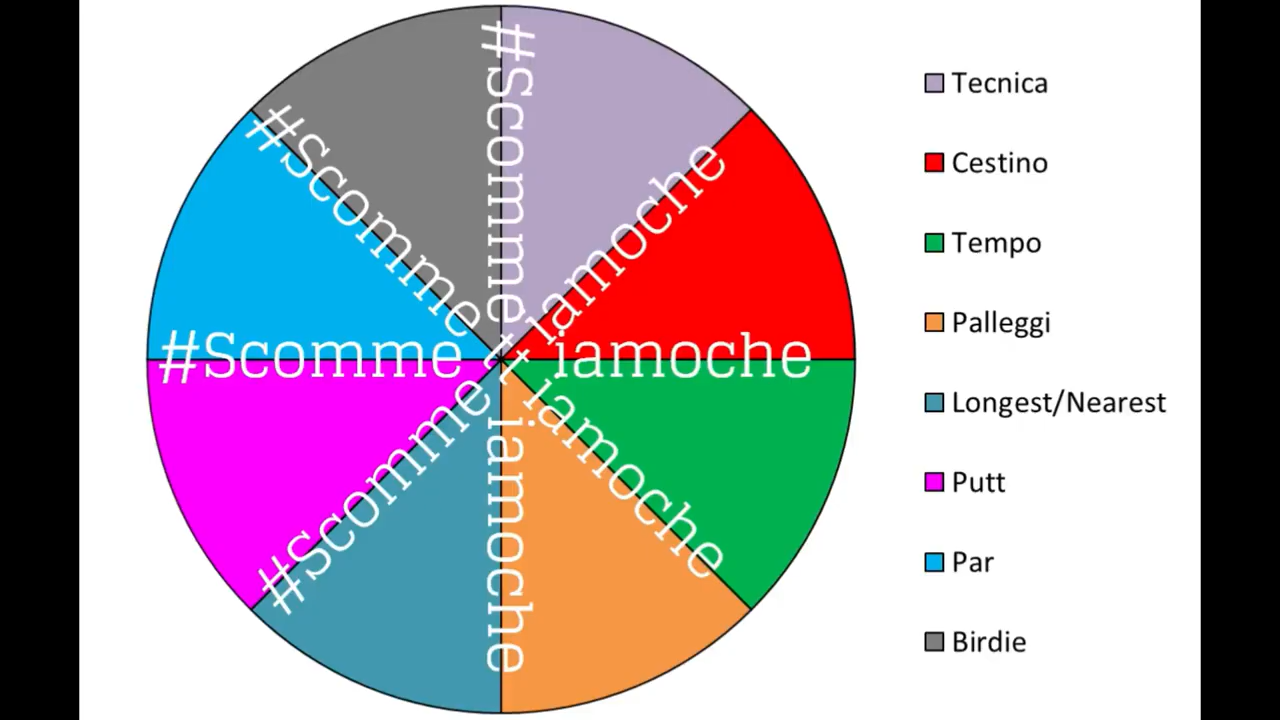 #Scommettiamoche
#Scommettiamoche
#Scommettiamoche
#Scommettiamoche
Tecnica
Cestino
Tempo
Palleggi
Longest/Nearest
Putt
Par
Birdie